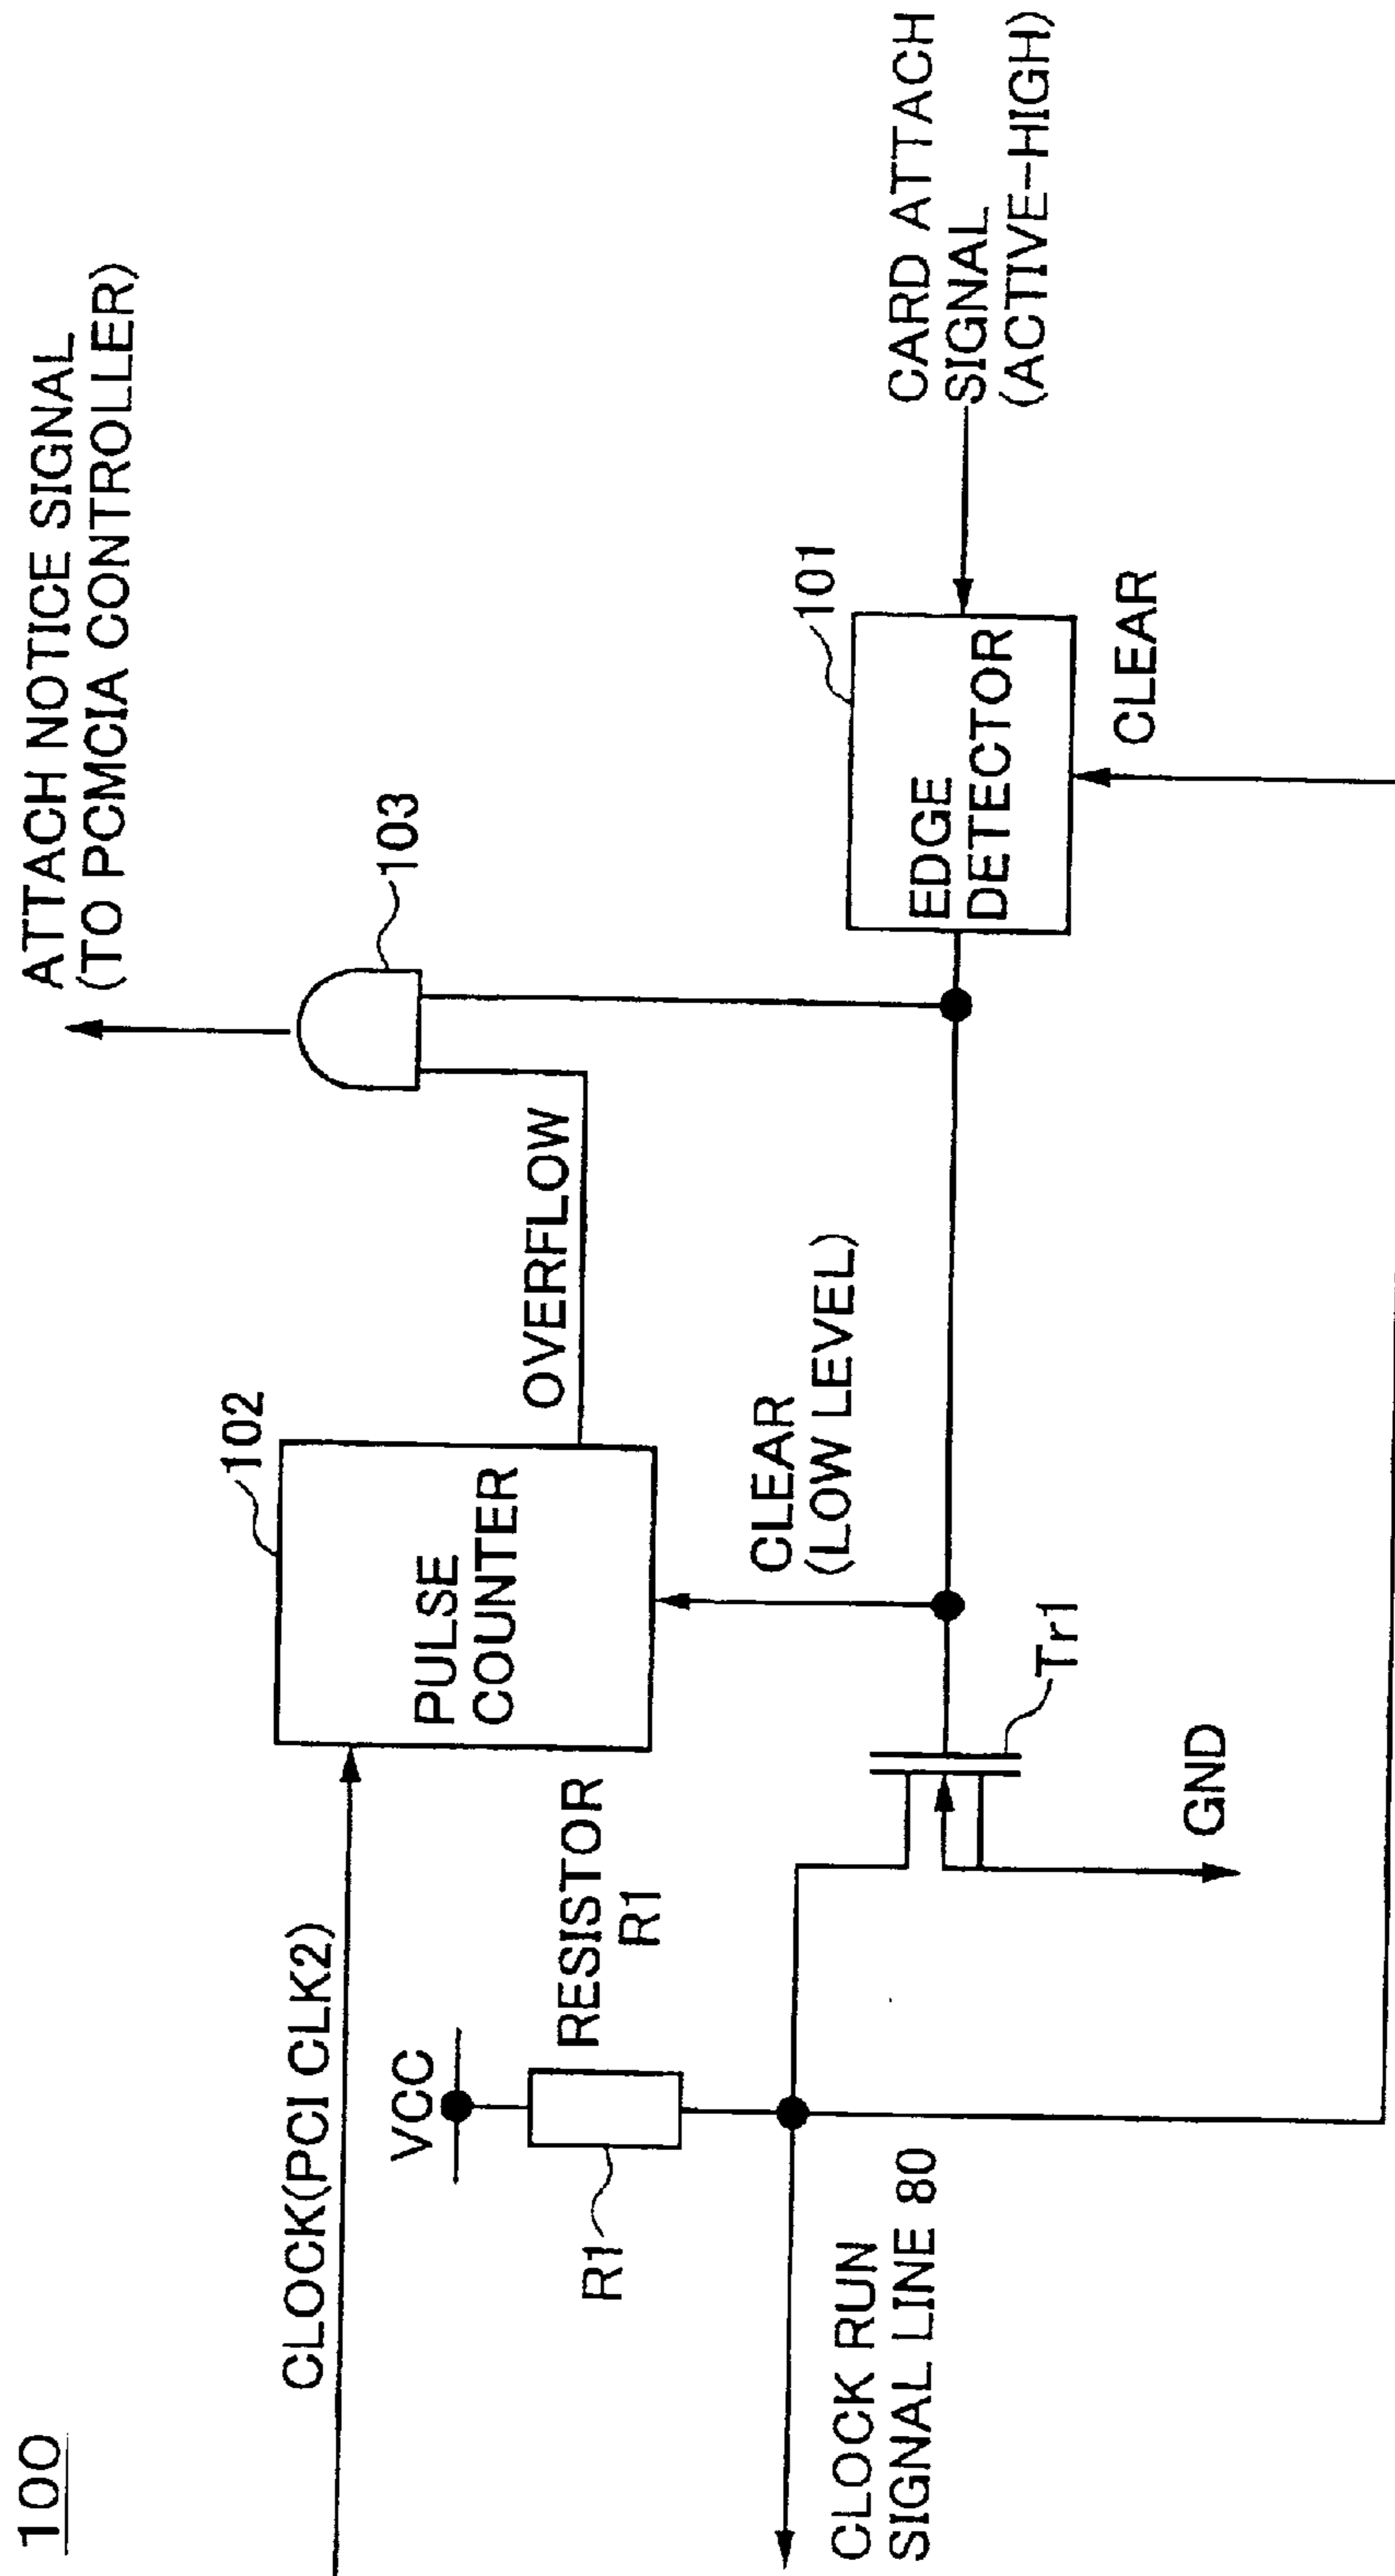 100
ATTACH NOTICE SIGNAL
(TO PCMCIA CONTROLLER)
CLOCK(PCI CLK2)
102
103
PULSE
COUNTER
OVERFLOW
VCC
RESISTOR
R1
R1
CLEAR
(LOW LEVEL)
101
EDGE
DETECTOR
CARD ATTACH
SIGNAL
(ACTIVE-HIGH)
CLOCK RUN
SIGNAL LINE 80
Tr1
GND
CLEAR